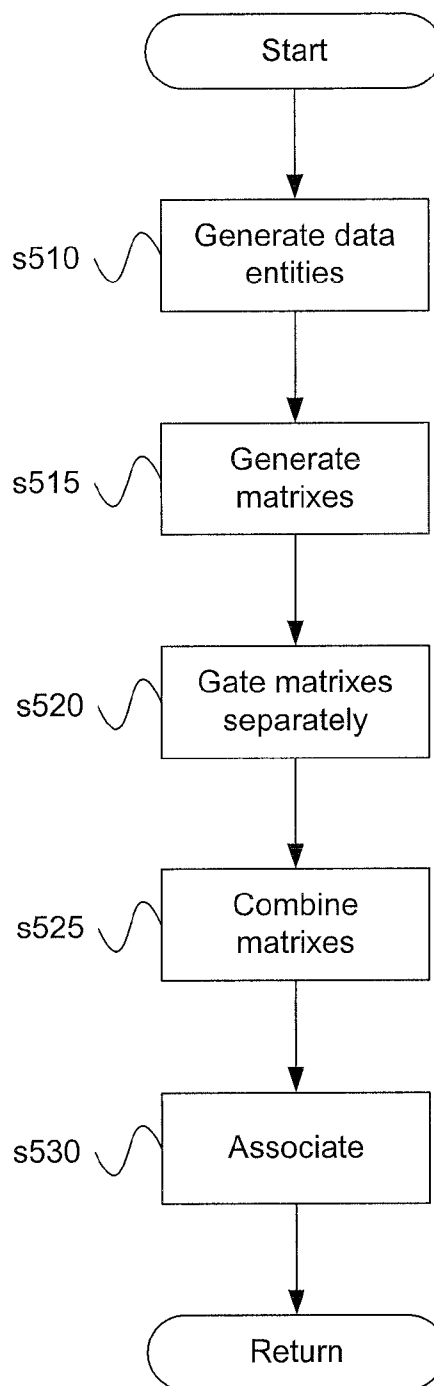 Start
s510
Generate data
entities
s515
Generate
matrixes
s520
Gate matrixes
separately
s525
Combine
matrixes
s530
Associate
Return